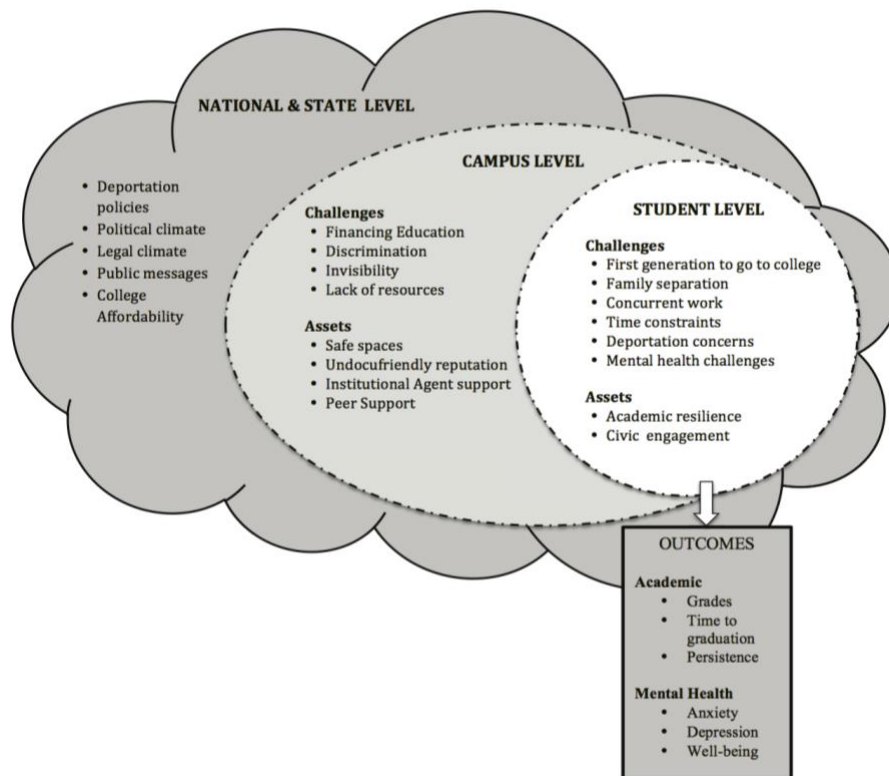 NATIONAL & STATE LEVEL
• Deportation
policies
• Political climate
• Legal climate
• Public messages
• College
Affordability
CAMPUS LEVEL
Challenges
• Financing Education
• Discrimination
• Invisibility
• Lack of resources
Assets
• Safe spaces
• Undocufriendly reputation
• Institutional Agent support
• Peer Support
STUDENT LEVEL
Challenges
• First generation to go to college
• Family separation
• Concurrent work
• Time constraints
• Deportation concerns
• Mental health challenges
Assets
• Academic resilience
• Civic engagement
OUTCOMES
Academic
• Grades
• Time to
graduation
• Persistence
Mental Health
• Anxiety
• Depression
• Well-being